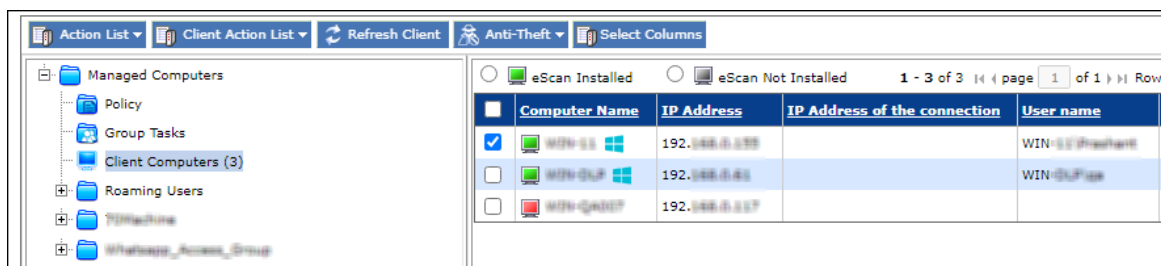 Action List Client Action List Refresh Client Anti-Theft Select Columns
Managed Computers
Policy
Group Tasks
Client Computers (3)
Roaming Users
eScan Installed eScan Not Installed 1 - 3 of 3 page 1 of 1 Row
Computer Name IP Address IP Address of the connection User name
192. WIN-
192. WIN-
192.